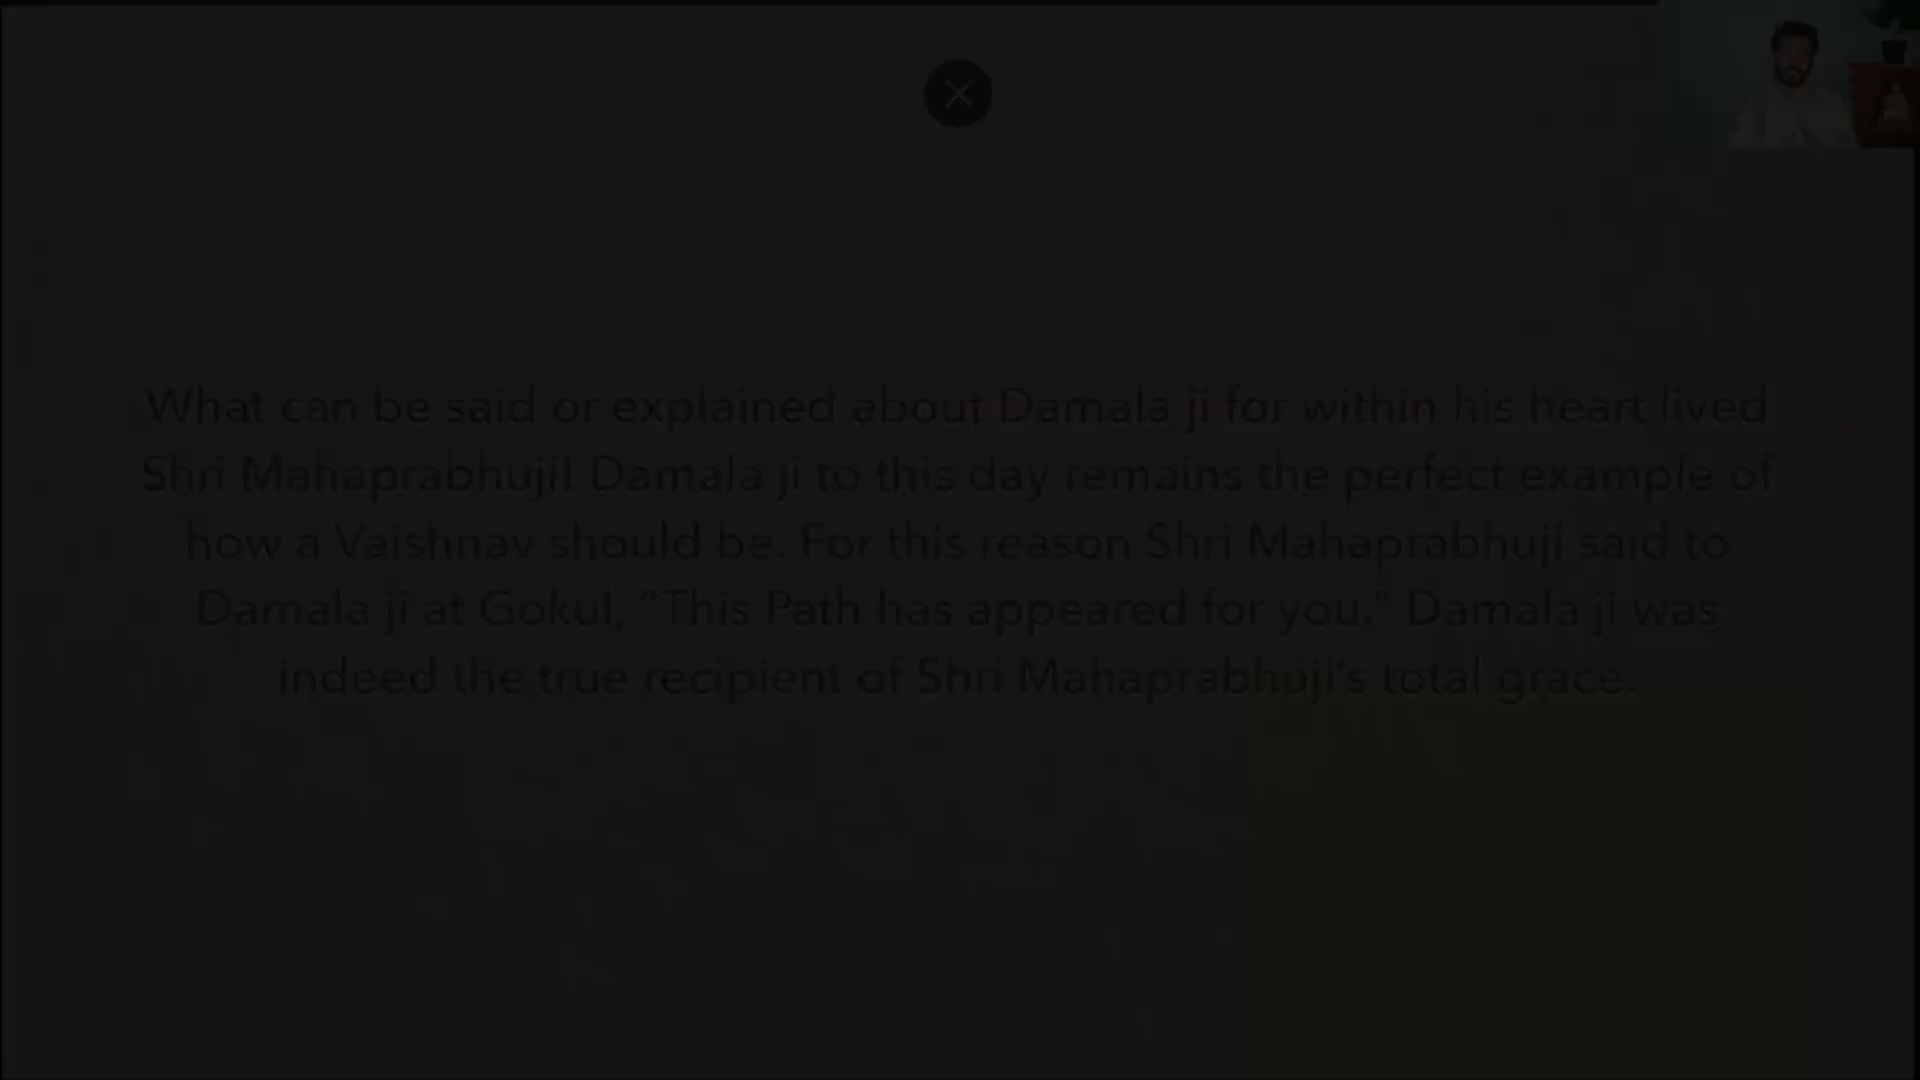 What can be said or explained about Damala ji for within his heart lived
Shri Mahaprabhuji! Damala ji to this day remains the perfect example of
how a Vaishnav should be. For this reason Shri Mahaprabhuji said to
Damala ji at Gokul, “This Path has appeared for you.” Damala ji was
indeed the true recipient of Shri Mahaprabhuji's total grace.